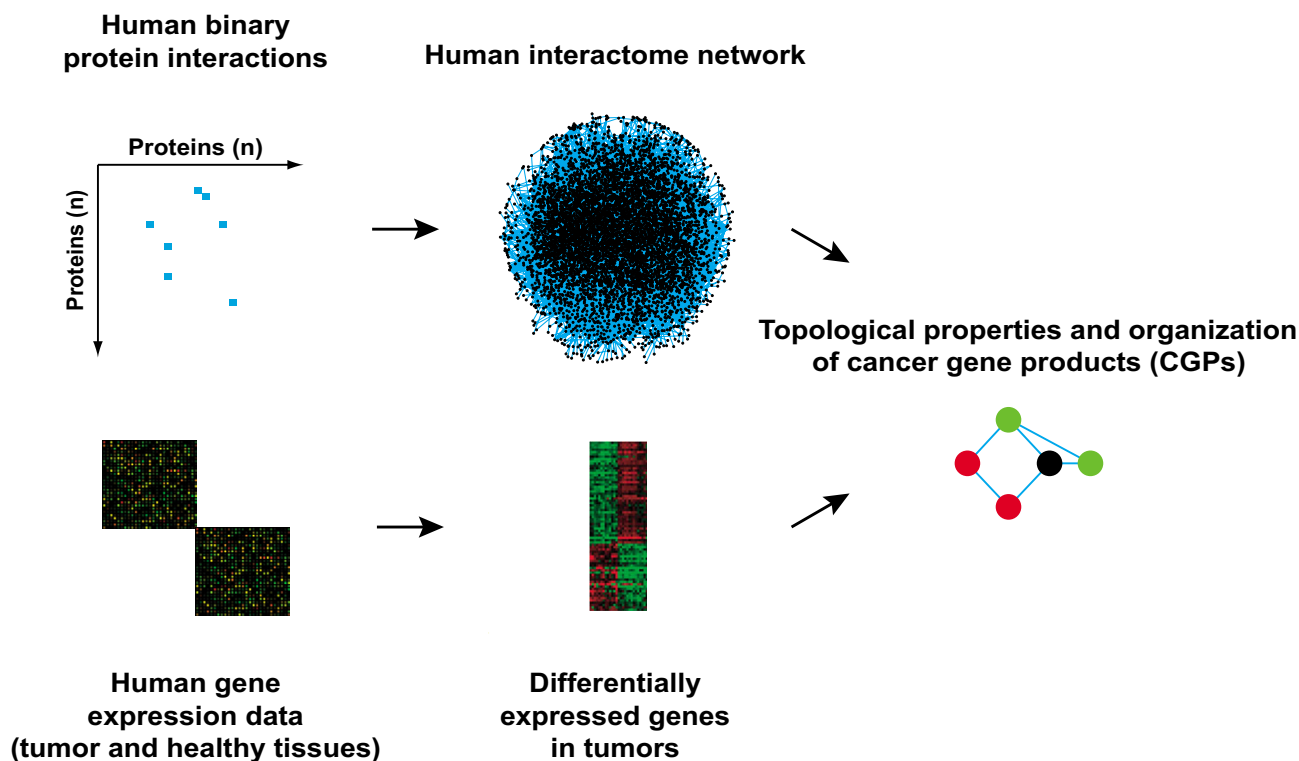 Human binary
protein interactions
Human interactome network
Proteins (n)
Proteins (n)
Topological properties and organization
of cancer gene products (CGPs)
Human gene
expression data
(tumor and healthy tissues)
Differentially
expressed genes
in tumors